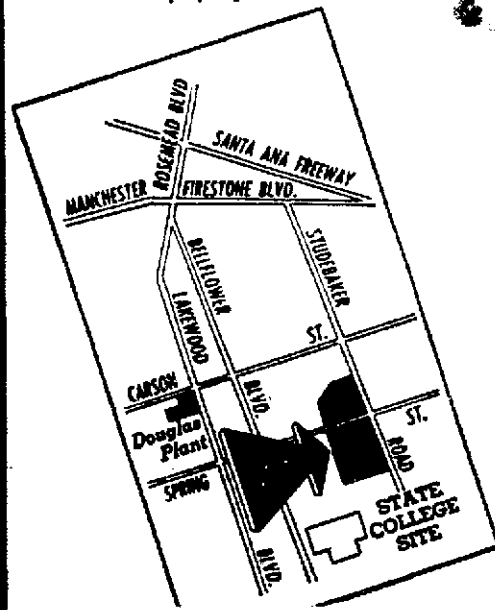 ROSEMEAD BLVD
SANTA ANA FREEWAY
MANCHESTER
FIRESTONE BLVD.
BELLFLOWER
STUDEBAKER
LAKEWOOD
ST.
CARSON
BLVD.
Douglas
Plant
ST.
SPRING
ROAD
STATE
COLLEGE
SITE
BLVD.